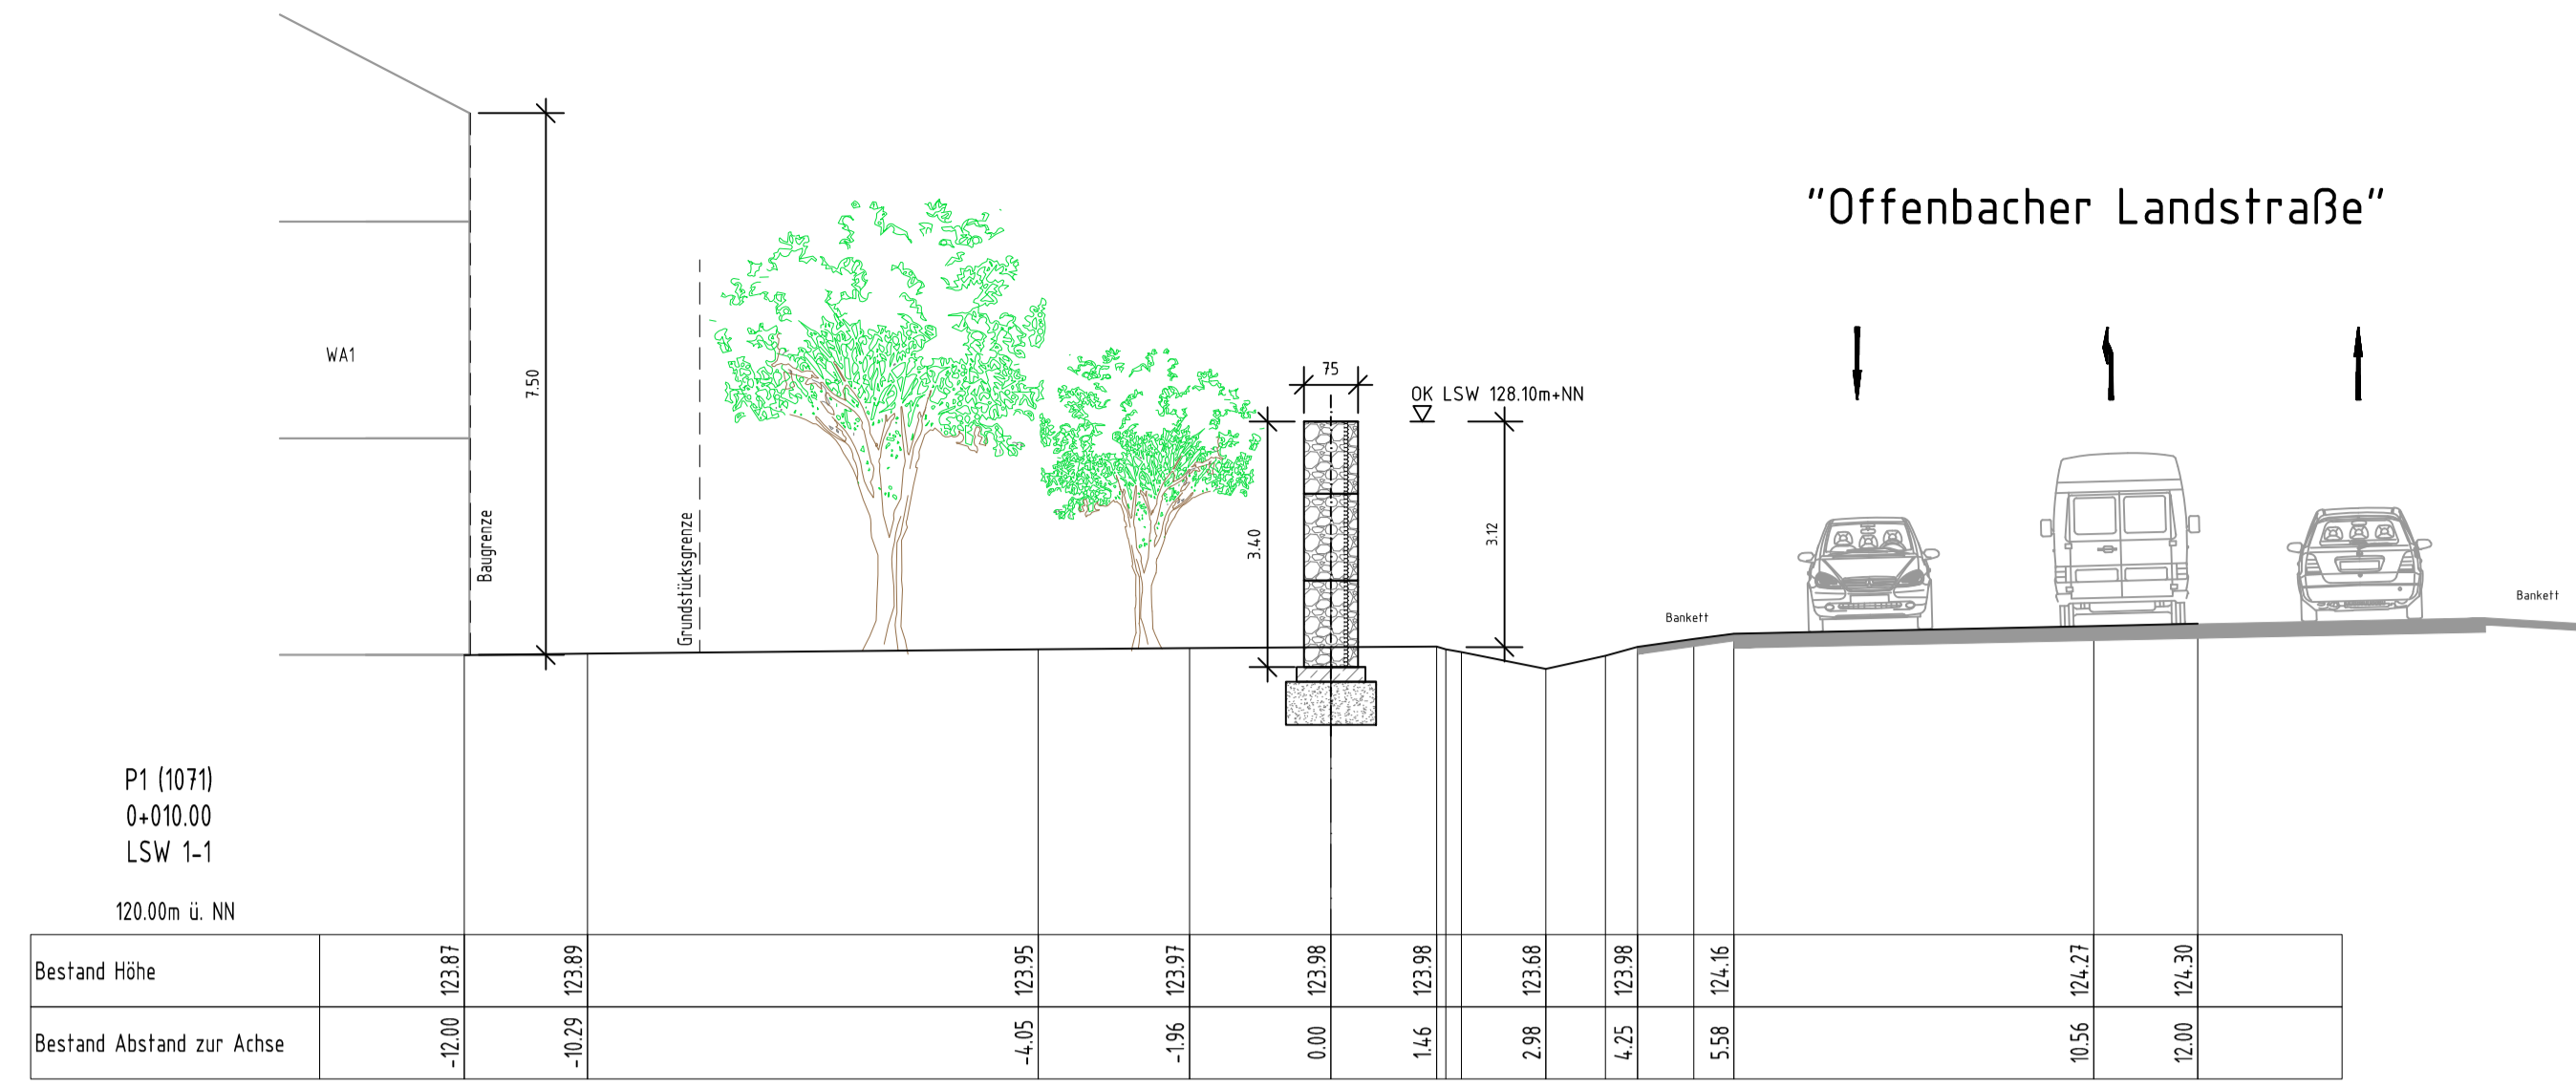 "Offenbacher Landstraße"
WA1
7.50
75
OK LSW 128.10m+NN
Baugrenze
Grundstücksgrenze
3.40
3.12
Bankett
Bankett
P1 (1071)
0+010.00
LSW 1-1
120.00m ü. NN
Bestand Höhe 123.87 123.89 123.95 123.97 123.98 123.98 123.68 123.98 124.16 124.27 124.30
Bestand Abstand zur Achse -12.00 -10.29 -4.05 -1.96 0.00 1.46 2.98 4.25 5.58 10.56 12.00